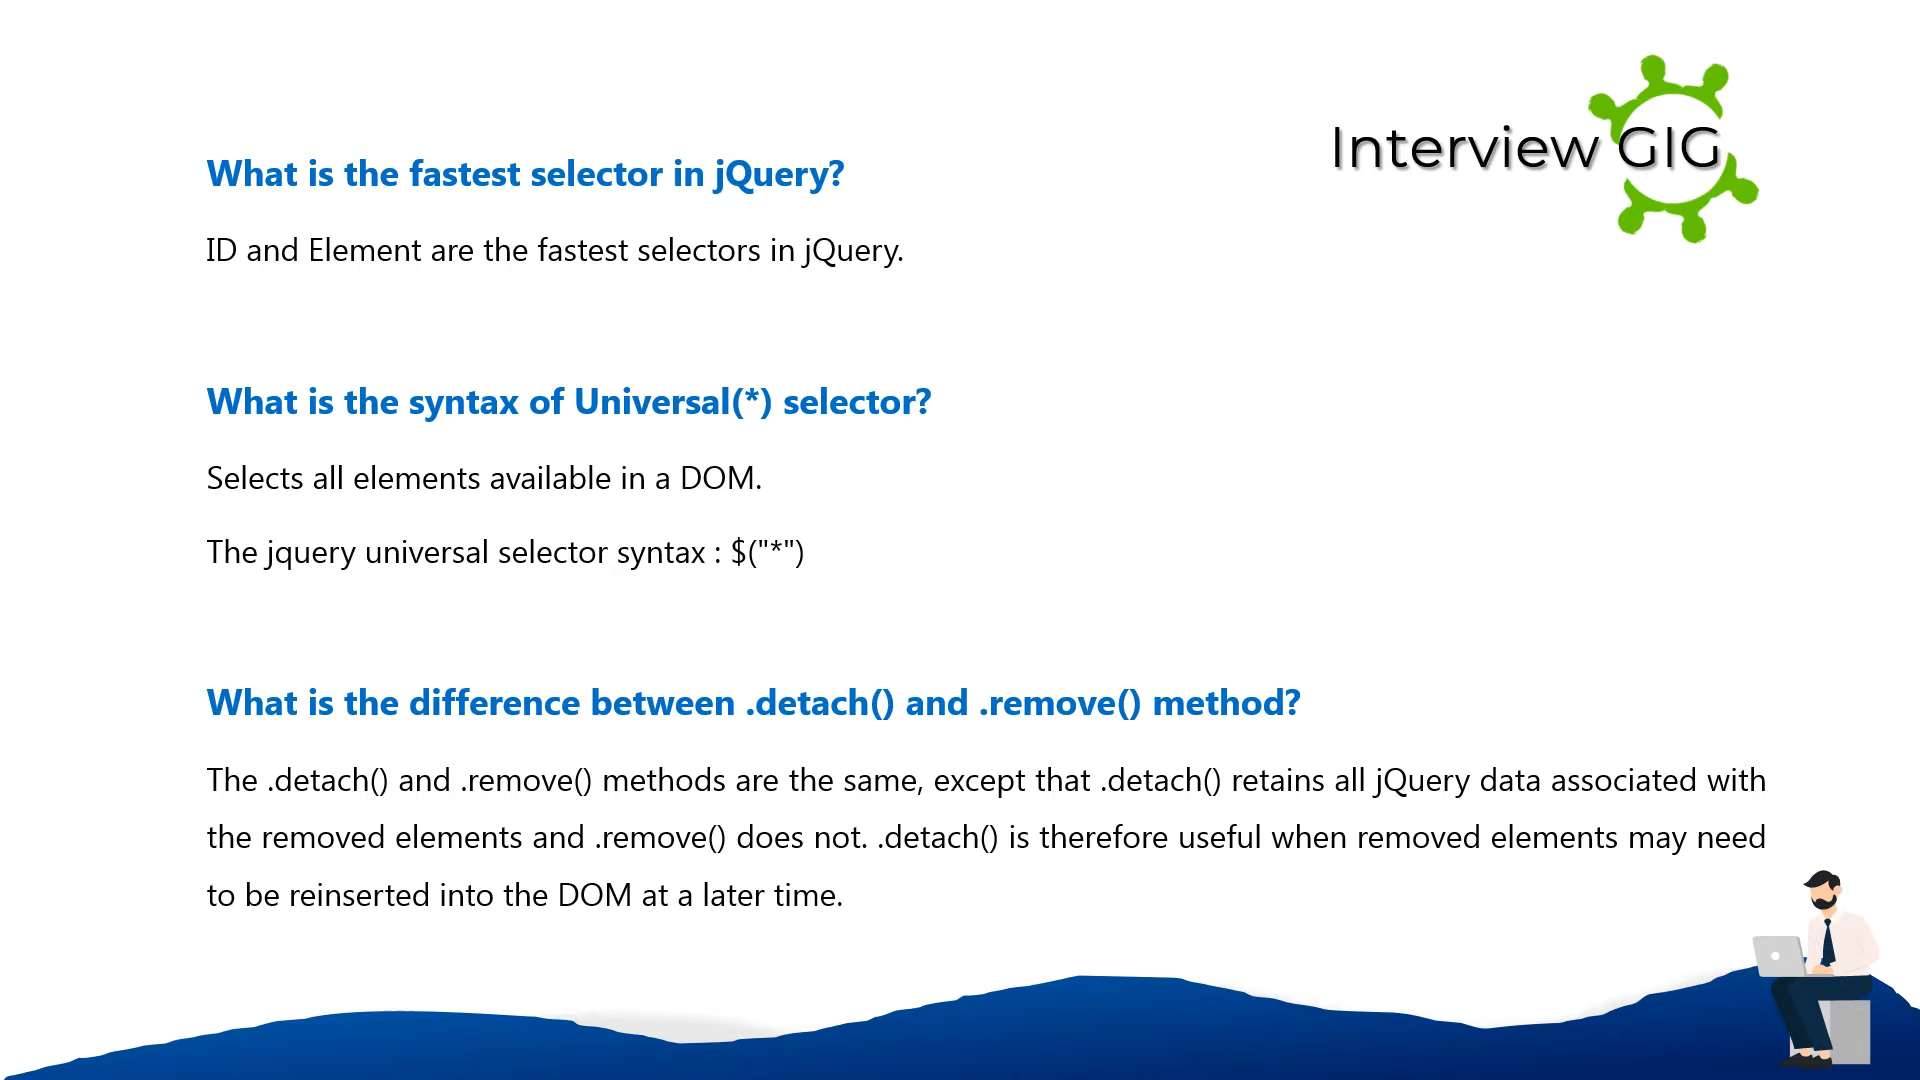 Interview GIG
What is the fastest selector in jQuery?
ID and Element are the fastest selectors in jQuery.
What is the syntax of Universal(*) selector?
Selects all elements available in a DOM.
The jquery universal selector syntax : $("*")
What is the difference between .detach() and .remove() method?
The .detach() and .remove() methods are the same, except that .detach() retains all jQuery data associated with
the removed elements and .remove() does not. .detach() is therefore useful when removed elements may need
to be reinserted into the DOM at a later time.